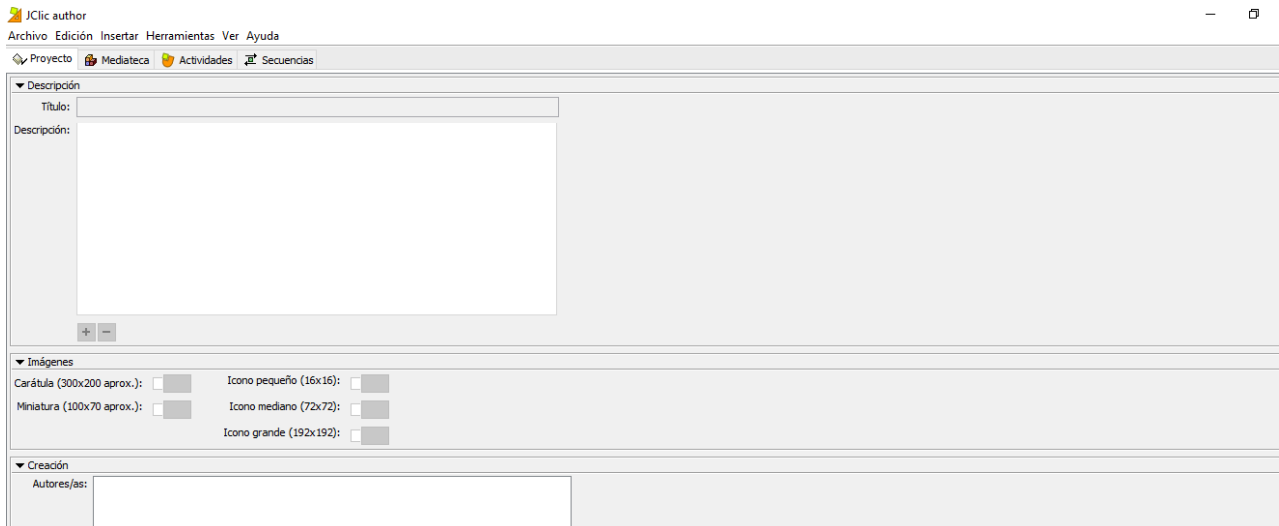 JClic author
Archivo Edición Insertar Herramientas Ver Ayuda
Proyecto Mediateca Actividades Secuencias
Descripción
Título:
Descripción:
+ −
Imágenes
Carátula (300x200 aprox.): Icono pequeño (16x16):
Miniatura (100x70 aprox.): Icono mediano (72x72):
Icono grande (192x192):
Creación
Autores/as: